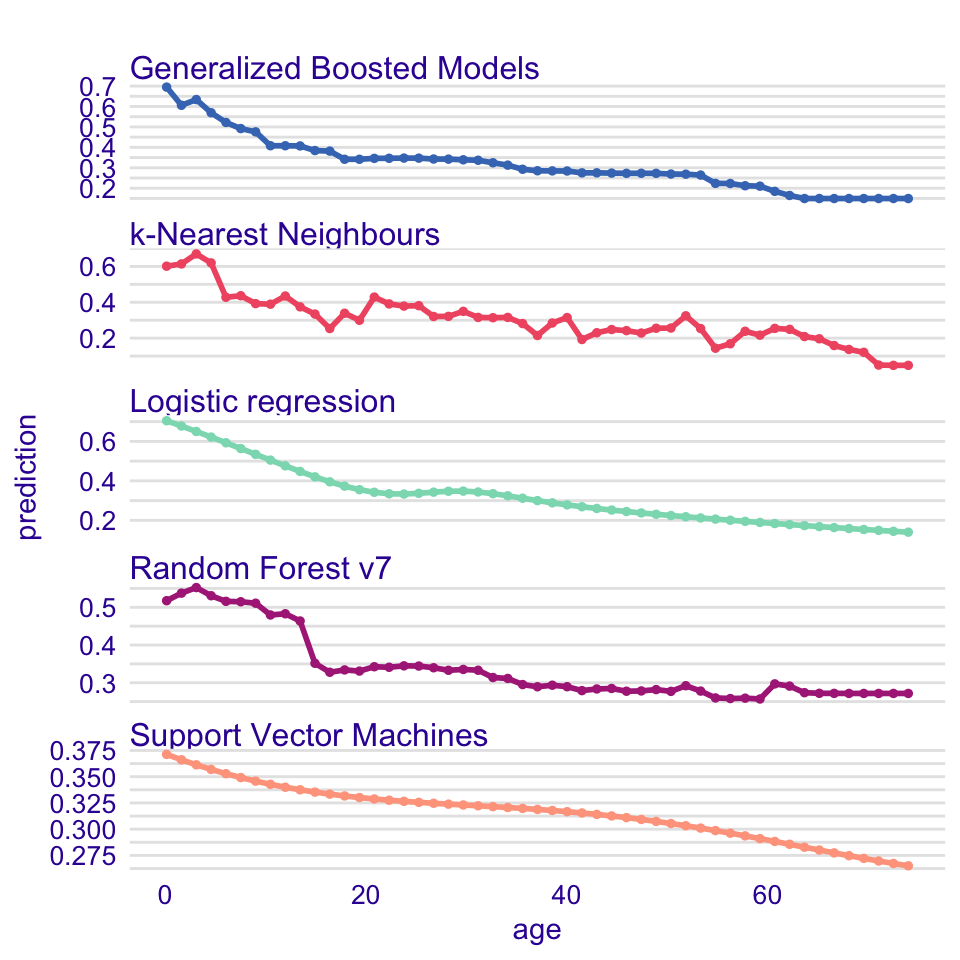 Generalized Boosted Models
0.7
0.6
0.5
0.4
0.3
0.2
k-Nearest Neighbours
0.6
0.4
0.2
Logistic regression
0.6
0.4
0.2
prediction
Random Forest v7
0.5
0.4
0.3
Support Vector Machines
0.375
0.350
0.325
0.300
0.275
0 20 40 60
age